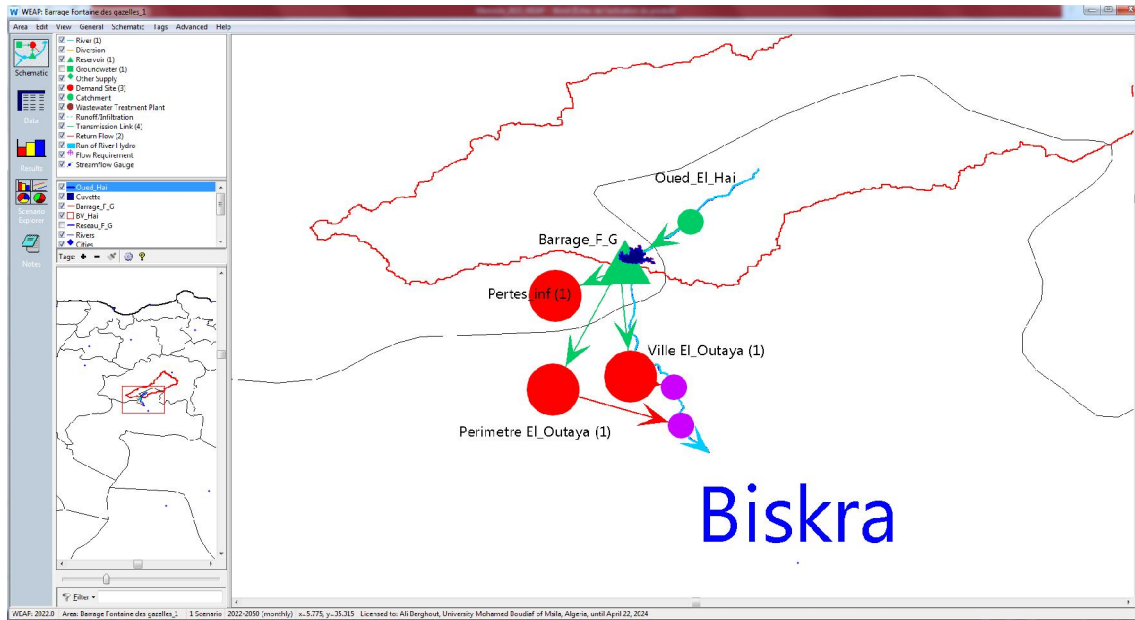 WEAP: Barrage Fontaine des gazelles_1
Area Edit View General Schematic Tags Advanced Help
River (1)
Diversion
Reservoir (1)
Groundwater (1)
Other Supply
Demand Site (3)
Catchment
Wastewater Treatment Plant
Runoff/Infiltration
Transmission Link (4)
Return Flow (2)
Run of River Hydro
Flow Requirement
Streamflow Gauge
Schematic
Data
Results
Scenario
Explorer
Notes
Oued_Hai
Cuvette
Barrage_F_G
BV_Hai
Reseau_F_G
Rivers
Cities
Tags
Filter
Oued_El_Hai
Barrage_F_G
Pertes_inf (1)
Ville El_Outaya (1)
Perimetre El_Outaya (1)
Biskra
WEAP: 2022.0 Area: Barrage Fontaine des gazelles_1 1 Scenario 2022-2050 (monthly) x=5.775, y=35.315 Licensed to: Ali Berghout, University Mohamed Boudiaf of Msila, Algeria, until April 22, 2024